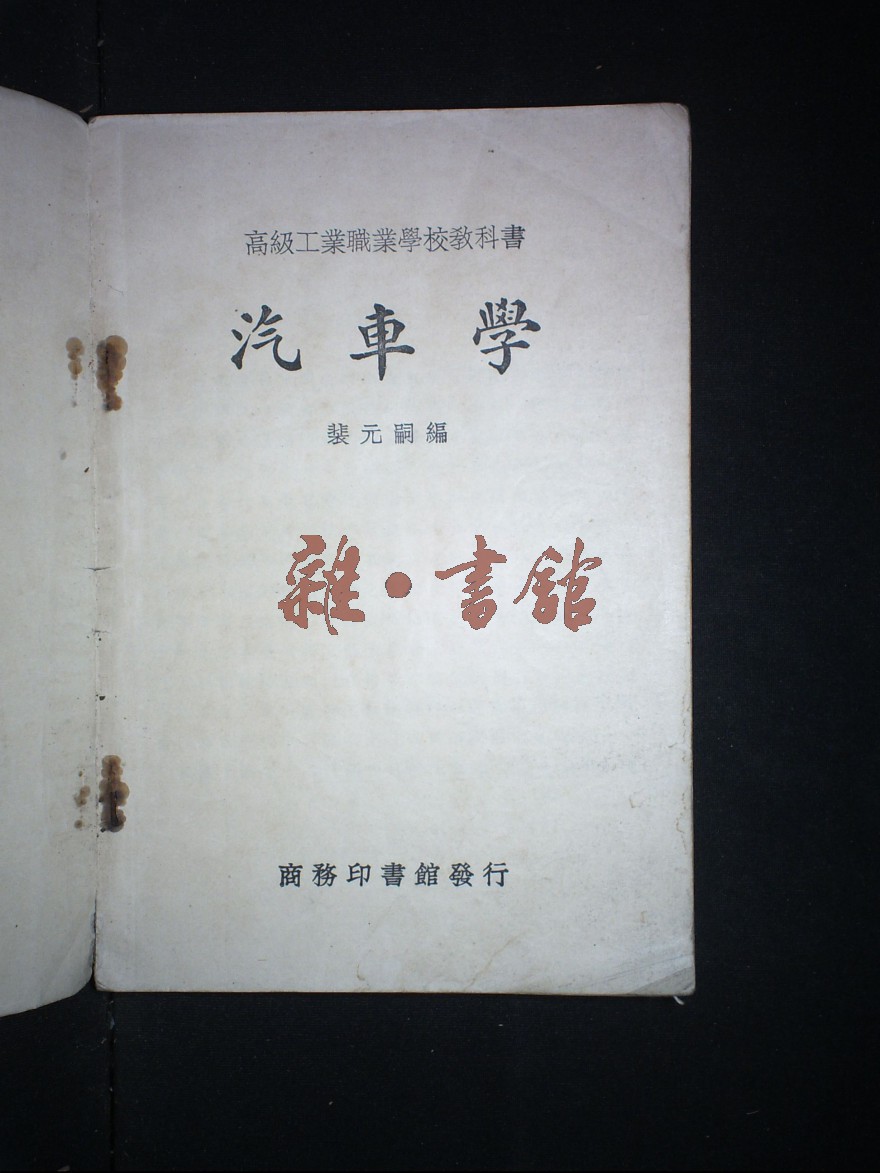 高級工業職業學校教科書
汽車學
裴元嗣編
雜·書館
商務印書館發行